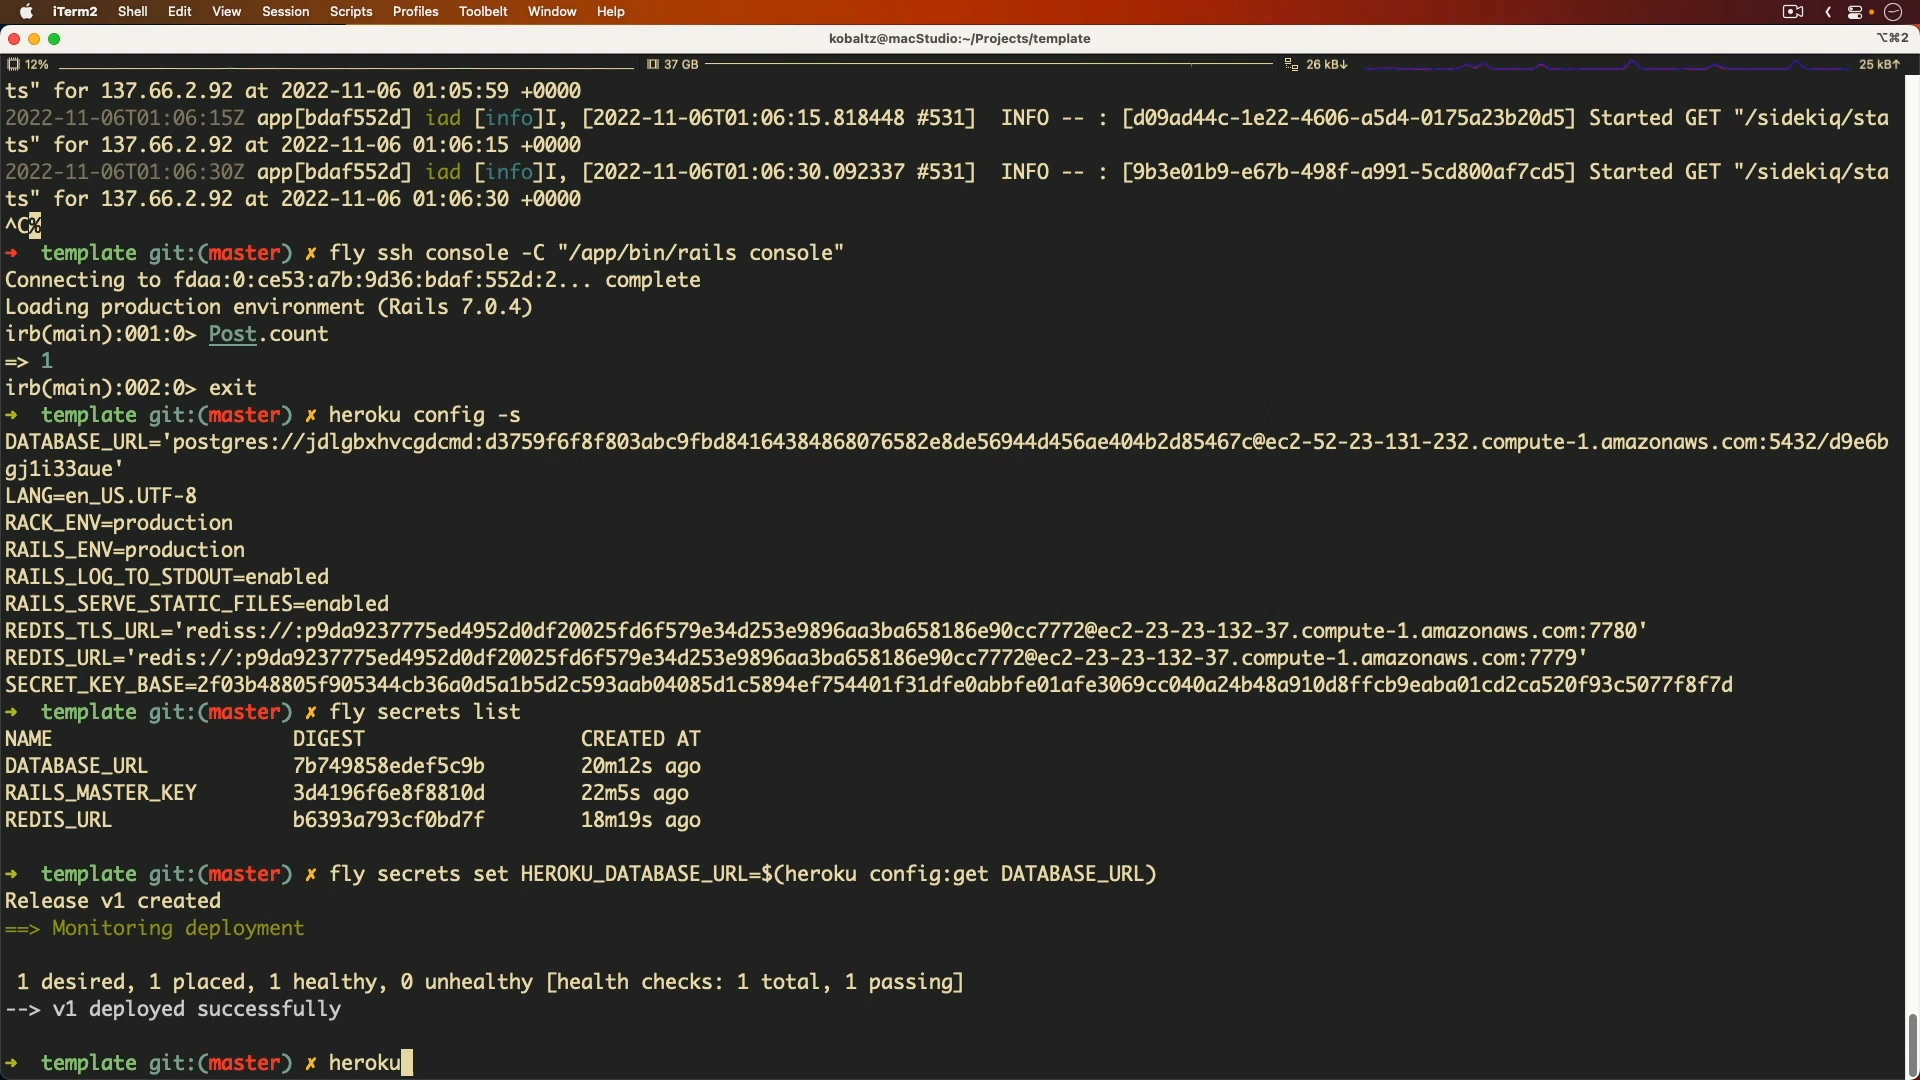 iTerm2 Shell Edit View Session Scripts Profiles Toolbelt Window Help
kobaltz@macStudio:~/Projects/template ⌥⌘2
12% 37 GB 26 kB↓ 25 kB↑
ts" for 137.66.2.92 at 2022-11-06 01:05:59 +0000
2022-11-06T01:06:15Z app[bdaf552d] iad [info]I, [2022-11-06T01:06:15.818448 #531]  INFO -- : [d09ad44c-1e22-4606-a5d4-0175a23b20d5] Started GET "/sidekiq/sta
ts" for 137.66.2.92 at 2022-11-06 01:06:15 +0000
2022-11-06T01:06:30Z app[bdaf552d] iad [info]I, [2022-11-06T01:06:30.092337 #531]  INFO -- : [9b3e01b9-e67b-498f-a991-5cd800af7cd5] Started GET "/sidekiq/sta
ts" for 137.66.2.92 at 2022-11-06 01:06:30 +0000
^C%
➜  template git:(master) ✗ fly ssh console -C "/app/bin/rails console"
Connecting to fdaa:0:ce53:a7b:9d36:bdaf:552d:2... complete
Loading production environment (Rails 7.0.4)
irb(main):001:0> Post.count
=> 1
irb(main):002:0> exit
➜  template git:(master) ✗ heroku config -s
DATABASE_URL='postgres://jdlgbxhvcgdcmd:d3759f6f8f803abc9fbd84164384868076582e8de56944d456ae404b2d85467c@ec2-52-23-131-232.compute-1.amazonaws.com:5432/d9e6b
gj1i33aue'
LANG=en_US.UTF-8
RACK_ENV=production
RAILS_ENV=production
RAILS_LOG_TO_STDOUT=enabled
RAILS_SERVE_STATIC_FILES=enabled
REDIS_TLS_URL='rediss://:p9da9237775ed4952d0df20025fd6f579e34d253e9896aa3ba658186e90cc7772@ec2-23-23-132-37.compute-1.amazonaws.com:7780'
REDIS_URL='redis://:p9da9237775ed4952d0df20025fd6f579e34d253e9896aa3ba658186e90cc7772@ec2-23-23-132-37.compute-1.amazonaws.com:7779'
SECRET_KEY_BASE=2f03b48805f905344cb36a0d5a1b5d2c593aab04085d1c5894ef754401f31dfe0abbfe01afe3069cc040a24b48a910d8ffcb9eaba01cd2ca520f93c5077f8f7d
➜  template git:(master) ✗ fly secrets list
NAME DIGEST CREATED AT
DATABASE_URL 7b749858edef5c9b 20m12s ago
RAILS_MASTER_KEY 3d4196f6e8f8810d 22m5s ago
REDIS_URL b6393a793cf0bd7f 18m19s ago
➜  template git:(master) ✗ fly secrets set HEROKU_DATABASE_URL=$(heroku config:get DATABASE_URL)
Release v1 created
==> Monitoring deployment
1 desired, 1 placed, 1 healthy, 0 unhealthy [health checks: 1 total, 1 passing]
--> v1 deployed successfully
➜  template git:(master) ✗ heroku